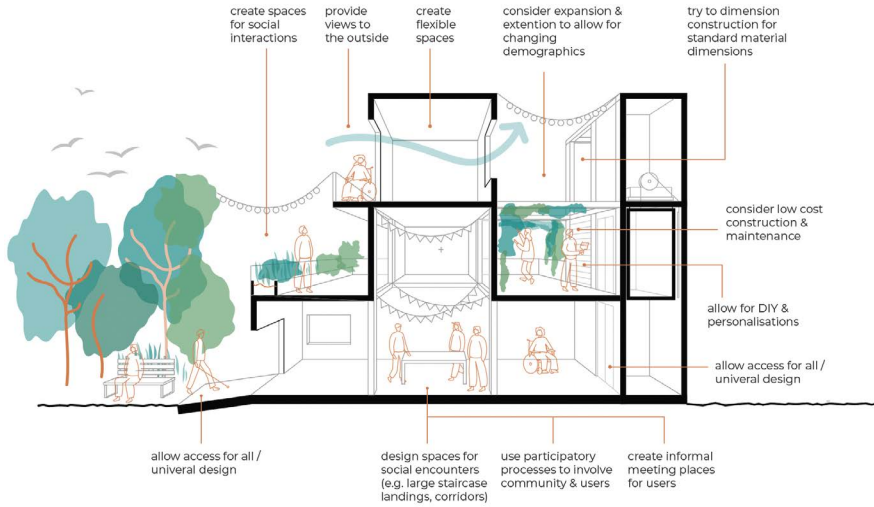 create spaces
for social
interactions
provide
views to
the outside
create
flexible
spaces
consider expansion &
extention to allow for
changing
demographics
try to dimension
construction for
standard material
dimensions
consider low cost
construction &
maintenance
allow for DIY &
personalisations
allow access for all /
univeral design
allow access for all /
univeral design
design spaces for
social encounters
(e.g. large staircase
landings, corridors)
use participatory
processes to involve
community & users
create informal
meeting places
for users